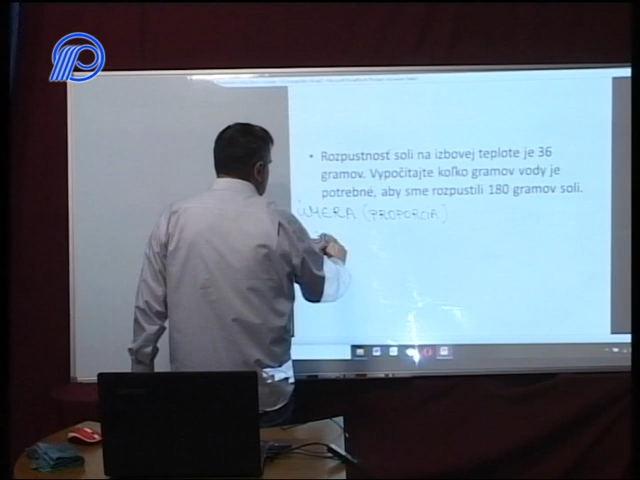 • Rozpustnosť soli na izbovej teplote je 36
gramov. Vypočítajte koľko gramov vody je
potrebné, aby sme rozpustili 180 gramov soli.
ÚMERA (PROPORCIA)